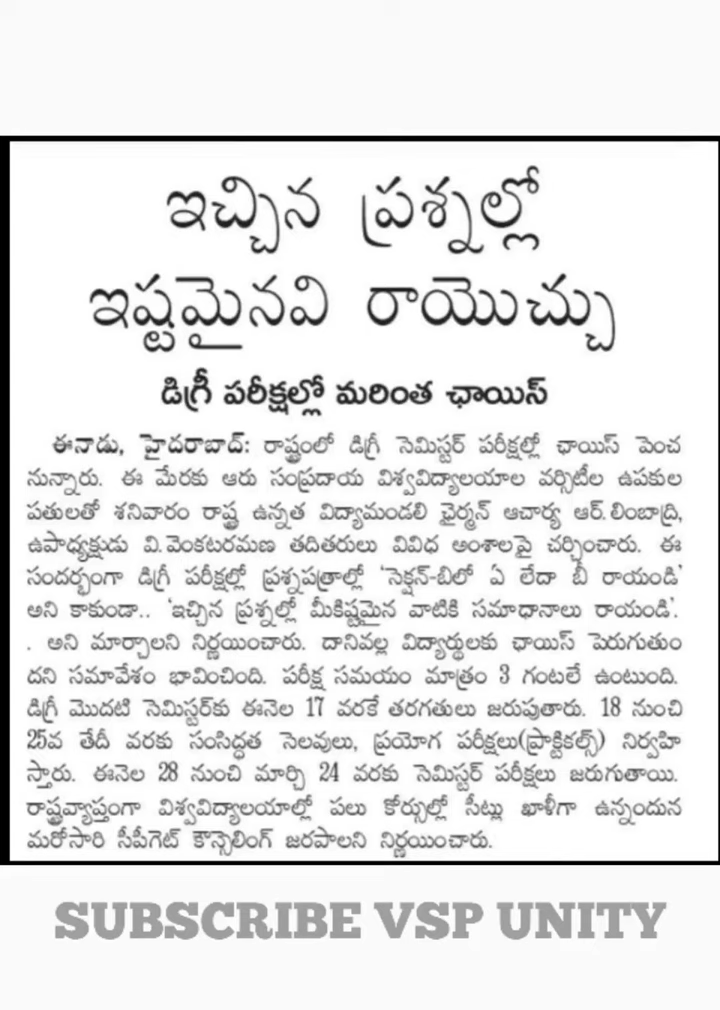 ఇచ్చిన ప్రశ్నల్లో
ఇష్టమైనవి రాయొచ్చు
డిగ్రీ పరీక్షల్లో మరింత ఛాయిస్
ఈనాడు, హైదరాబాద్: రాష్ట్రంలో డిగ్రీ సెమిస్టర్ పరీక్షల్లో ఛాయిస్ పెంచ
నున్నారు. ఈ మేరకు ఆరు సంప్రదాయ విశ్వవిద్యాలయాల వర్సిటీల ఉపకుల
పతులతో శనివారం రాష్ట్ర ఉన్నత విద్యామండలి ఛైర్మన్ ఆచార్య ఆర్.లింబాద్రి,
ఉపాధ్యక్షుడు వి.వెంకటరమణ తదితరులు వివిధ అంశాలపై చర్చించారు. ఈ
సందర్భంగా డిగ్రీ పరీక్షల్లో ప్రశ్నపత్రాల్లో 'సెక్షన్-బిలో ఏ లేదా బీ రాయండి'
అని కాకుండా.. 'ఇచ్చిన ప్రశ్నల్లో మీకిష్టమైన వాటికి సమాధానాలు రాయండి'.
. అని మార్చాలని నిర్ణయించారు. దానివల్ల విద్యార్థులకు ఛాయిస్ పెరుగుతుం
దని సమావేశం భావించింది. పరీక్ష సమయం మాత్రం 3 గంటలే ఉంటుంది.
డిగ్రీ మొదటి సెమిస్టర్‌కు ఈనెల 17 వరకే తరగతులు జరుపుతారు. 18 నుంచి
25వ తేదీ వరకు సంసిద్ధత సెలవులు, ప్రయోగ పరీక్షలు(ప్రాక్టికల్స్) నిర్వహి
స్తారు. ఈనెల 28 నుంచి మార్చి 24 వరకు సెమిస్టర్ పరీక్షలు జరుగుతాయి.
రాష్ట్రవ్యాప్తంగా విశ్వవిద్యాలయాల్లో పలు కోర్సుల్లో సీట్లు ఖాళీగా ఉన్నందున
మరోసారి సీపీగెట్ కౌన్సెలింగ్ జరపాలని నిర్ణయించారు.
SUBSCRIBE VSP UNITY